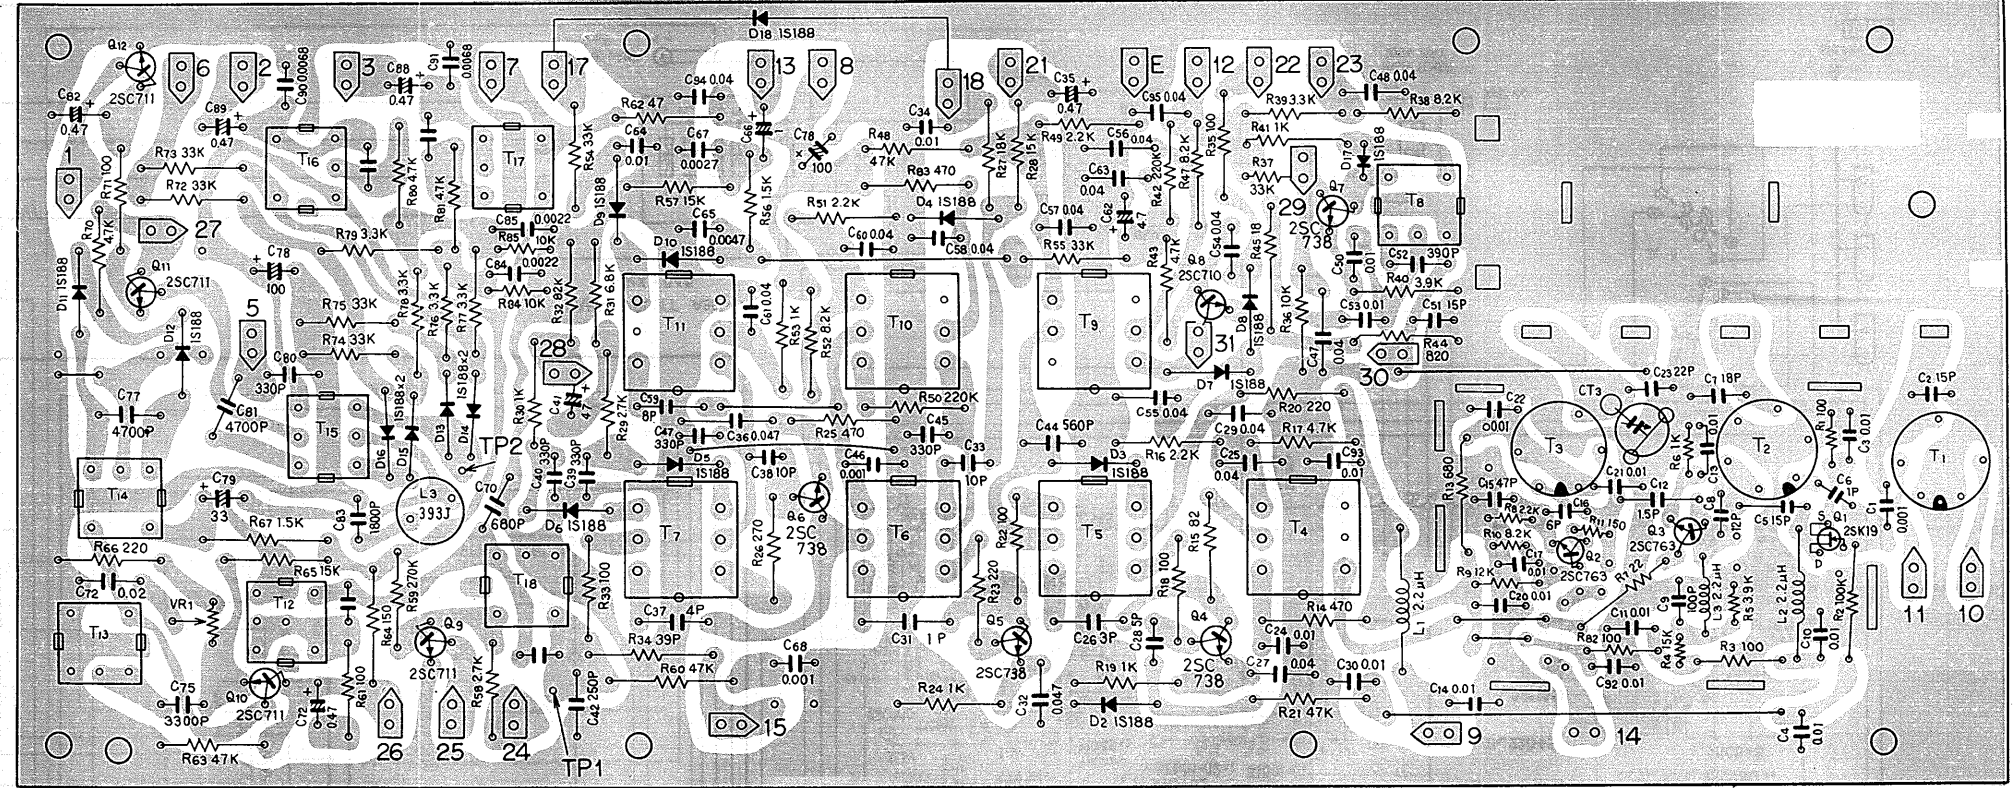 D18 1S188
Q12
2SC711
6
2
C90 0.0068
3
C88
0.47
C91
0.0068
7
17
C94 0.04
13
8
18
21
C35
0.47
E
12
22
23
C48 0.04
C82
0.47
C89
0.47
R62 47
C66
C78
100
C34
0.01
C95 0.04
R39 3.3K
R38 8.2K
1
R71 100
R73 33K
R72 33K
T16
R80 4.7K
R81 47K
T17
R54 33K
C64
0.01
C67
0.0027
R48
47K
R27 18K
R28 15K
R49 2.2K
C56
0.04
C63
0.04
R42 220K
R47 8.2K
R35 100
R41 1K
R37
33K
D17
1S188
R83 470
R57 15K
R56 1.5K
R51 2.2K
D4 1S188
C57 0.04
C62
4.7
29
Q7
2SC
738
T8
R70
4.7K
27
R79 3.3K
C85
0.0022
R85
10K
C84
0.0022
R84 10K
D9 1S188
C65
0.0047
D10
1S188
C60 0.04
C58 0.04
R55 33K
R43
4.7K
Q8
2SC710
C54 0.04
R45 18
C50
0.01
C52
390P
R40
3.9K
D11 1S188
Q11
2SC711
C78
100
R75 33K
R74 33K
R78 33K
R76 3.3K
R77 3.3K
R32 82K
R31 6.8K
T11
C61 0.04
R53 1K
R52 8.2K
T10
T9
D8
1S188
R36 10K
C53 0.01
C51 15P
C47
0.04
R44
820
D12
1S188
5
C80
330P
1S188×2
1S188×2
28
31
D7
1S188
30
C77
4700P
C81
4700P
T15
D16
D15
D13
D14
TP2
R30 1K
C41
47
R29 27K
C59
8P
C47
330P
C36 0.047
R25 470
R50 220K
C45
330P
C55 0.04
C29 0.04
R20 220
R17 4.7K
C23 22P
C7 18P
C2 15P
CT3
C22
0.001
T3
R6 1K
C13
0.01
T2
R1 100
C3 0.01
T1
D5
1S188
C38 10P
C46
0.001
C33
10P
C44 560P
D3
1S188
R16 2.2K
C25
0.04
C93
0.01
T14
C79
33
C83
1800P
L3
393J
C70
680P
C40
330P
C39 330P
D6 1S188
T7
R26 270
Q6
2SC
738
T6
R22 100
T5
R15 82
T4
R13 680
C15 47P
C21 0.01
C12
1.5P
C16
6P
R8 22K
R11 150
R10 8.2K
Q3
2SC763
C8
12P
C5 15P
C6
1P
Q1
2SK19
S
D
C1
0.001
R67 1.5K
R66 220
R65 15K
C72
0.02
T12
VR1
R64 150
R59 270K
T18
R33 100
R23 220
R18 100
L1 2.2µH
R9 12K
C17
0.01
C20 0.01
Q2
2SC763
C9
100P
L3 2.2µH
R5 3.9K
L2 2.2µH
R2 100K
11
10
T13
Q9
2SC711
C37
4P
R34 39P
C31
1P
Q5
2SC738
C26 3P
C28 5P
Q4
2SC
738
R14 470
C24
0.01
C11 0.01
R82 100
R4 15K
C92 0.01
R3 100
C10
0.01
C75
3300P
Q10
2SC711
C72
0.47
R61 100
R58 2.7K
C42 250P
R60 47K
C68
0.001
R24 1K
C32
0.047
R19 1K
D2 1S188
C27
0.04
C30 0.01
R21 47K
C14 0.01
R63 47K
26
25
24
TP1
15
9
14
C4
0.01